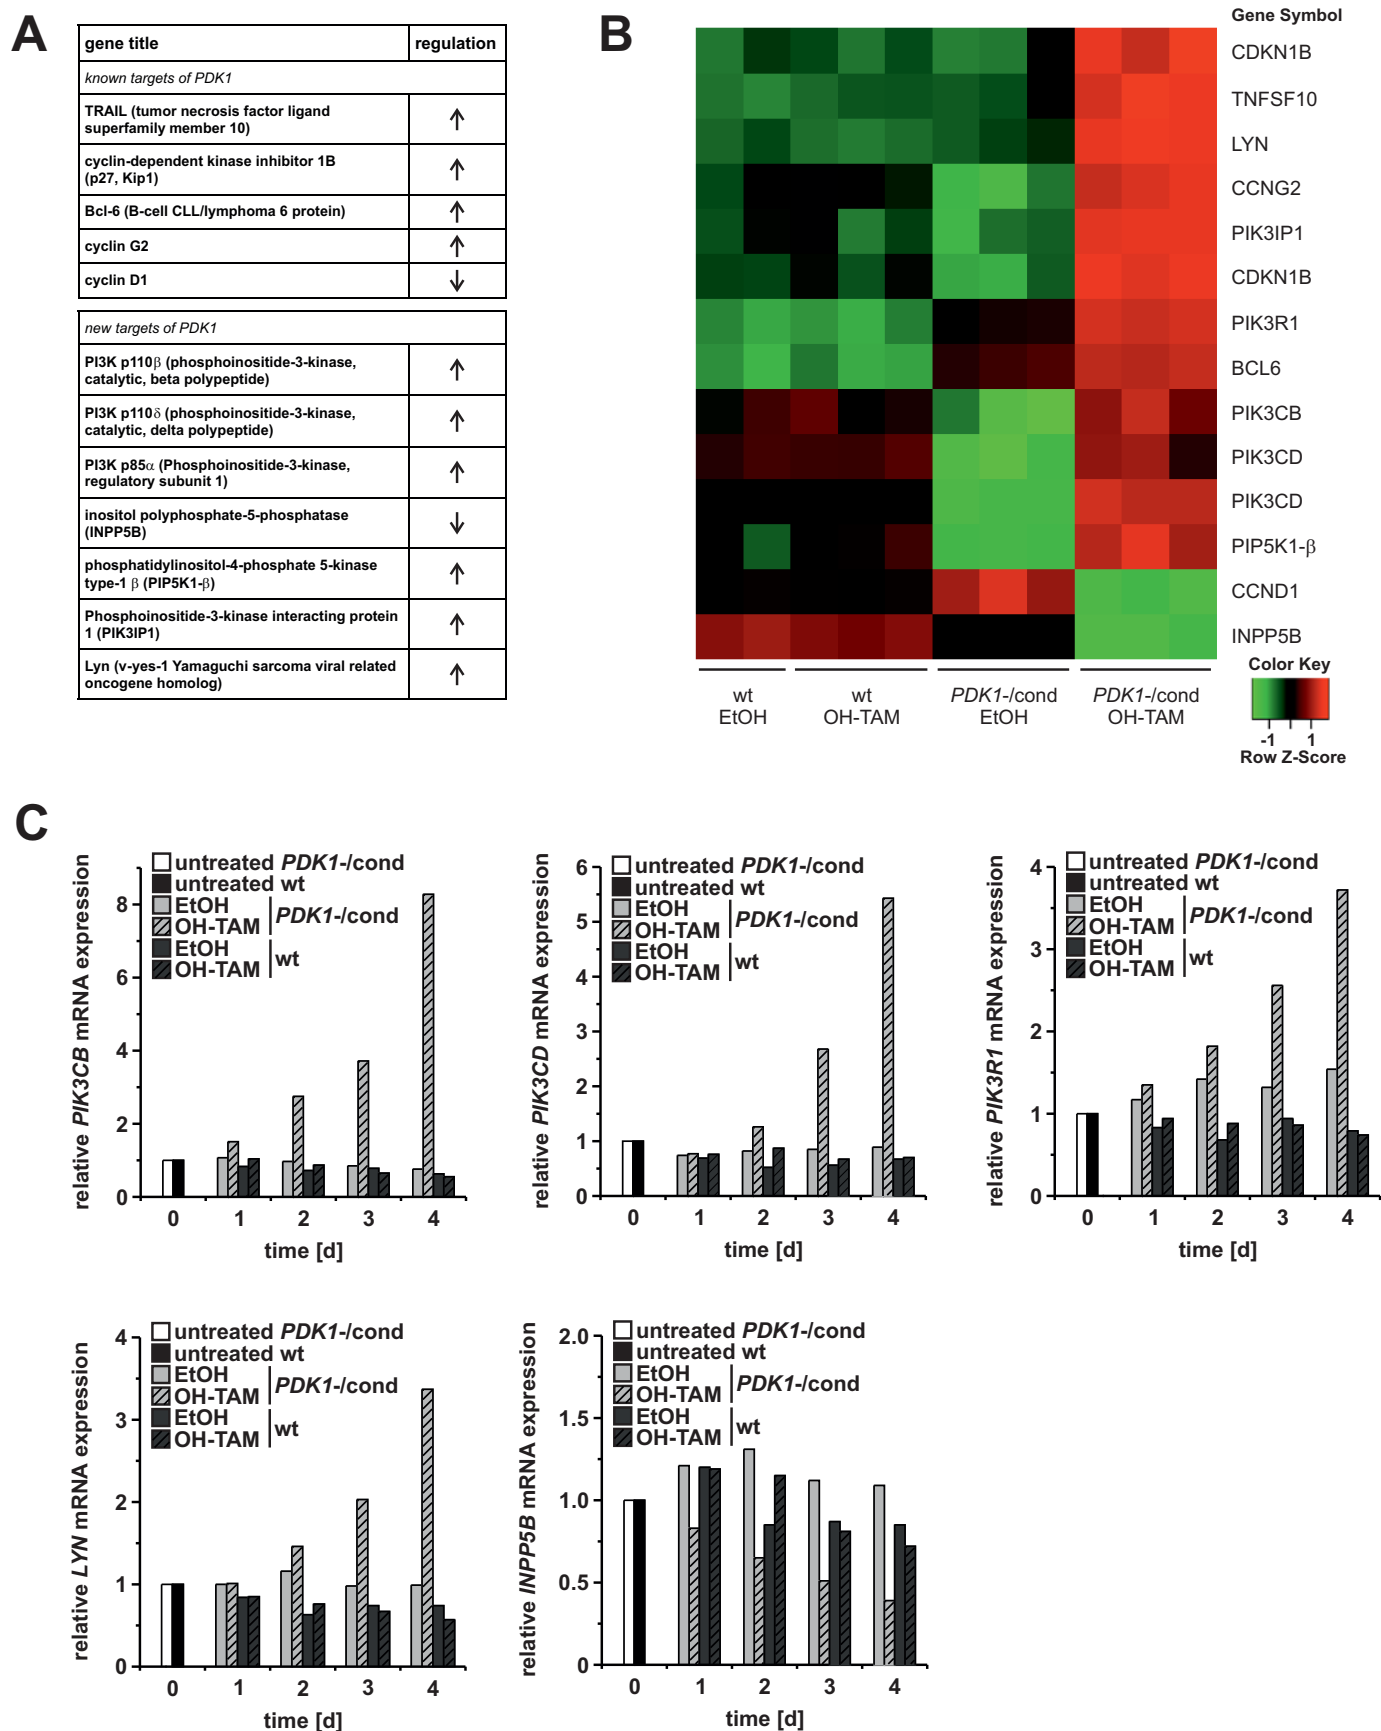 A
gene title regulation
known targets of PDK1
TRAIL (tumor necrosis factor ligand
superfamily member 10) ↑
cyclin-dependent kinase inhibitor 1B
(p27, Kip1) ↑
Bcl-6 (B-cell CLL/lymphoma 6 protein) ↑
cyclin G2 ↑
cyclin D1 ↓
new targets of PDK1
PI3K p110β (phosphoinositide-3-kinase,
catalytic, beta polypeptide) ↑
PI3K p110δ (phosphoinositide-3-kinase,
catalytic, delta polypeptide) ↑
PI3K p85α (Phosphoinositide-3-kinase,
regulatory subunit 1) ↑
inositol polyphosphate-5-phosphatase
(INPP5B) ↓
phosphatidylinositol-4-phosphate 5-kinase
type-1 β (PIP5K1-β) ↑
Phosphoinositide-3-kinase interacting protein
1 (PIK3IP1) ↑
Lyn (v-yes-1 Yamaguchi sarcoma viral related
oncogene homolog) ↑
B
Gene Symbol
CDKN1B
TNFSF10
LYN
CCNG2
PIK3IP1
CDKN1B
PIK3R1
BCL6
PIK3CB
PIK3CD
PIK3CD
PIP5K1-β
CCND1
INPP5B
wt
EtOH
wt
OH-TAM
PDK1-/cond
EtOH
PDK1-/cond
OH-TAM
Color Key
-1 1
Row Z-Score
C
relative PIK3CB mRNA expression
untreated PDK1-/cond
untreated wt
EtOH
OH-TAM
PDK1-/cond
EtOH
OH-TAM
wt
8
6
4
2
0
0 1 2 3 4
time [d]
relative PIK3CD mRNA expression
untreated PDK1-/cond
untreated wt
EtOH
OH-TAM
PDK1-/cond
EtOH
OH-TAM
wt
6
5
4
3
2
1
0
0 1 2 3 4
time [d]
relative PIK3R1 mRNA expression
untreated PDK1-/cond
untreated wt
EtOH
OH-TAM
PDK1-/cond
EtOH
OH-TAM
wt
4
3
2
1
0
0 1 2 3 4
time [d]
relative LYN mRNA expression
untreated PDK1-/cond
untreated wt
EtOH
OH-TAM
PDK1-/cond
EtOH
OH-TAM
wt
4
3
2
1
0
0 1 2 3 4
time [d]
relative INPP5B mRNA expression
untreated PDK1-/cond
untreated wt
EtOH
OH-TAM
PDK1-/cond
EtOH
OH-TAM
wt
2.0
1.5
1.0
0.5
0
0 1 2 3 4
time [d]